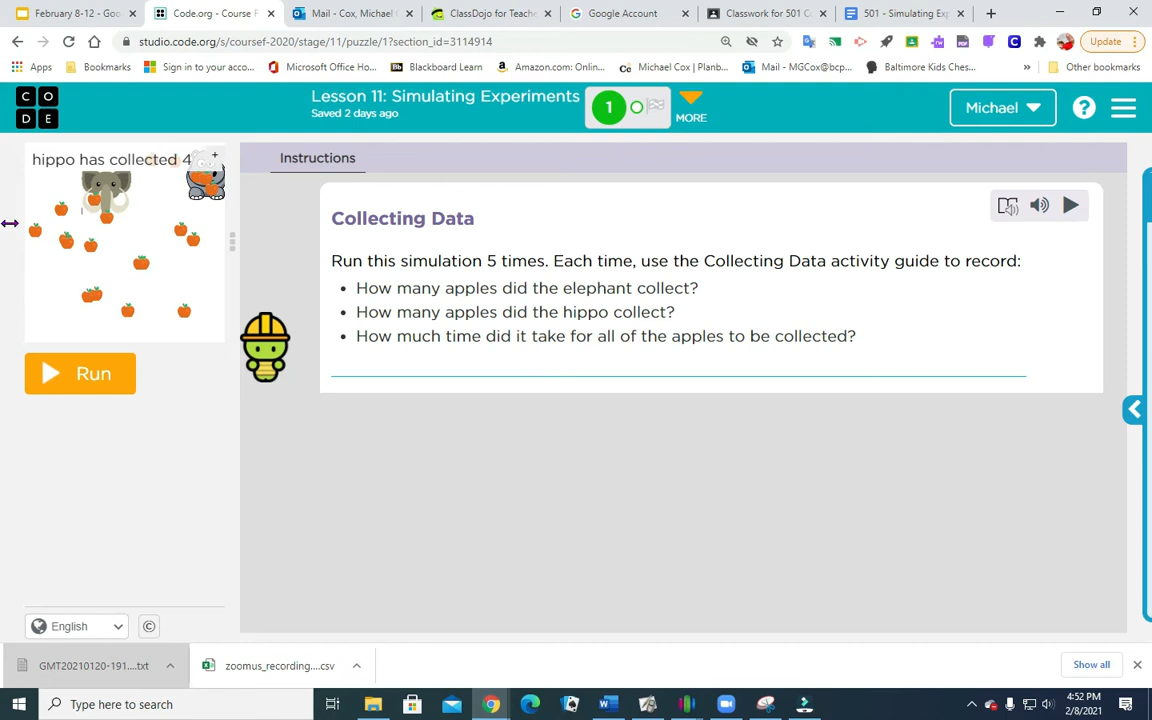 February 8-12 - Goo
Code.org - Course F
Mail - Cox, Michael
ClassDojo for Teache
Google Account
Classwork for 501 C
501 - Simulating Exp
studio.code.org/s/coursef-2020/stage/11/puzzle/1?section_id=3114914
Update
Apps
Bookmarks
Sign in to your acco...
Microsoft Office Ho...
Blackboard Learn
Amazon.com: Onlin...
Michael Cox | Planb...
Mail - MGCox@bcp...
Baltimore Kids Ches...
Other bookmarks
CO
DE
Lesson 11: Simulating Experiments
Saved 2 days ago
1
MORE
Michael
?
hippo has collected 4
Instructions
Collecting Data
Run this simulation 5 times. Each time, use the Collecting Data activity guide to record:
• How many apples did the elephant collect?
• How many apples did the hippo collect?
• How much time did it take for all of the apples to be collected?
Run
English
©
GMT20210120-191....txt
zoomus_recording....csv
Show all
Type here to search
4:52 PM
2/8/2021